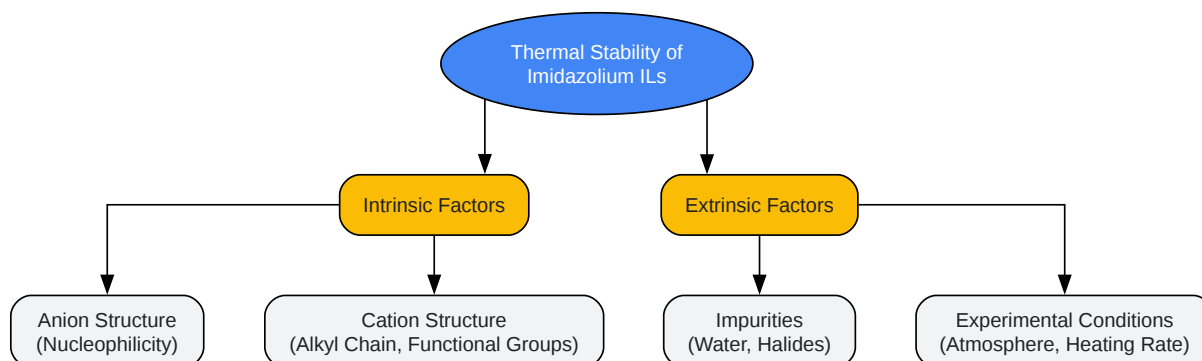 Thermal Stability of
Imidazolium ILs
Intrinsic Factors
Extrinsic Factors
Anion Structure
(Nucleophilicity)
Cation Structure
(Alkyl Chain, Functional Groups)
Impurities
(Water, Halides)
Experimental Conditions
(Atmosphere, Heating Rate)